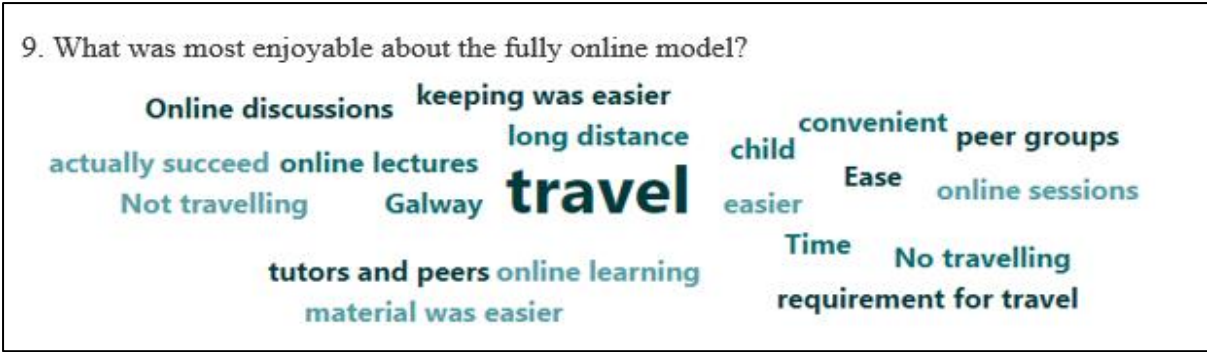 9. What was most enjoyable about the fully online model?
Online discussions
keeping was easier
long distance
convenient
peer groups
child
actually succeed
online lectures
travel
Ease
online sessions
Not travelling
Galway
easier
Time
No travelling
tutors and peers
online learning
requirement for travel
material was easier